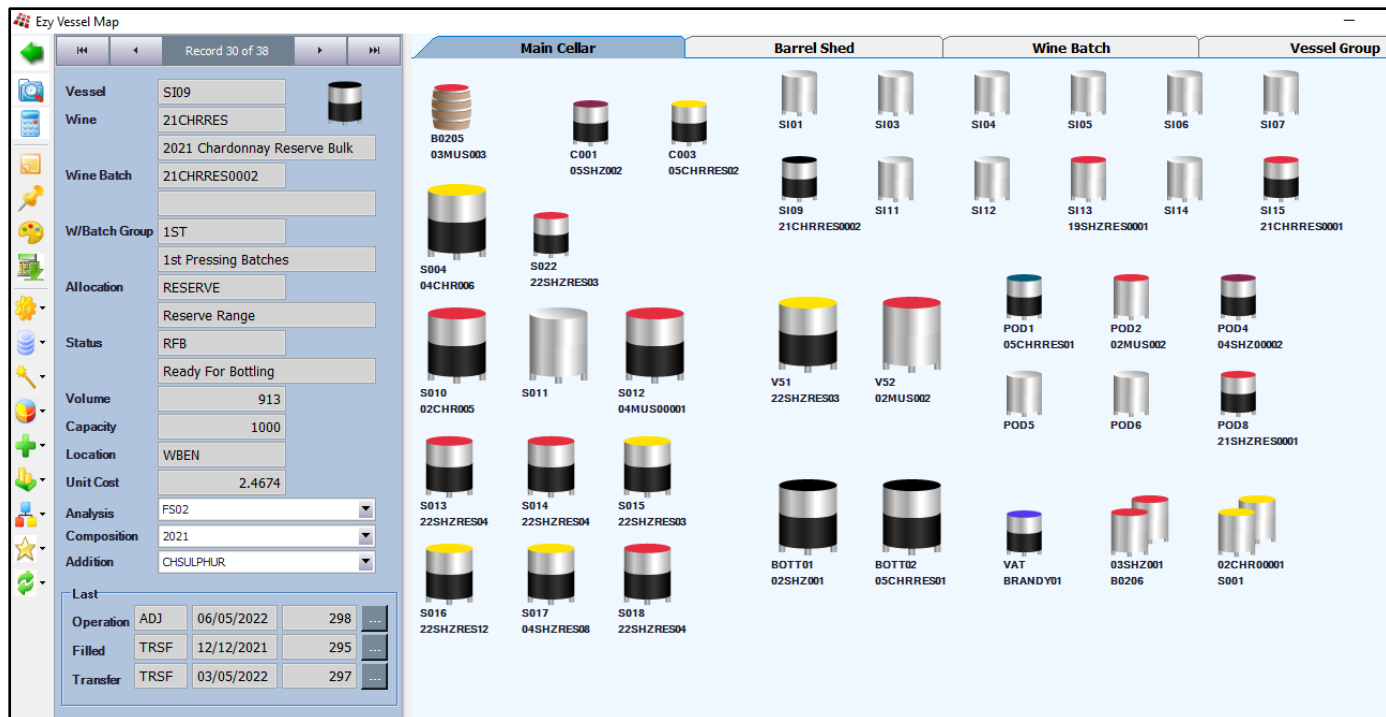 Ezy Vessel Map
Record 30 of 38
Vessel SI09
Wine 21CHRRES
2021 Chardonnay Reserve Bulk
Wine Batch 21CHRRES0002
W/Batch Group 1ST
1st Pressing Batches
Allocation RESERVE
Reserve Range
Status RFB
Ready For Bottling
Volume 913
Capacity 1000
Location WBEN
Unit Cost 2.4674
Analysis FS02
Composition 2021
Addition CHSULPHUR
Last
Operation ADJ 06/05/2022 298 ...
Filled TRSF 12/12/2021 295 ...
Transfer TRSF 03/05/2022 297 ...
Main Cellar Barrel Shed Wine Batch Vessel Group
B0205
03MUS003
C001
05SHZ002
C003
05CHRRES02
S004
04CHR006
S022
22SHZRES03
S010
02CHR005
S011
S012
04MUS00001
S013
22SHZRES04
S014
22SHZRES04
S015
22SHZRES03
S016
22SHZRES12
S017
04SHZRES08
S018
22SHZRES04
SI01
SI03
SI04
SI05
SI06
SI07
SI09
21CHRRES0002
SI11
SI12
SI13
19SHZRES0001
SI14
SI15
21CHRRES0001
V51
22SHZRES03
V52
02MUS002
POD1
05CHRRES01
POD2
02MUS002
POD4
04SHZ00002
POD5
POD6
POD8
21SHZRES0001
BOTT01
02SHZ001
BOTT02
05CHRRES01
VAT
BRANDY01
03SHZ001
B0206
02CHR00001
S001